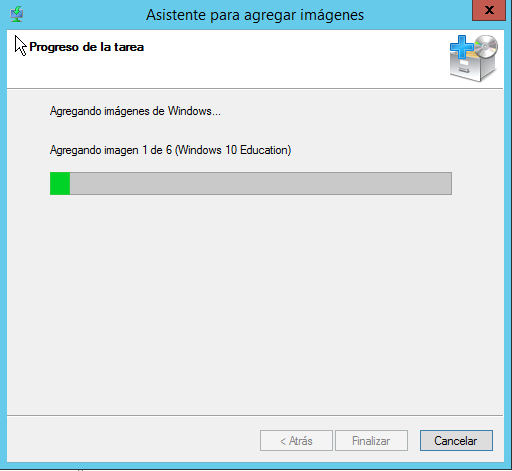 Asistente para agregar imágenes
x
Progreso de la tarea
Agregando imágenes de Windows...
Agregando imagen 1 de 6 (Windows 10 Education)
< Atrás
Finalizar
Cancelar